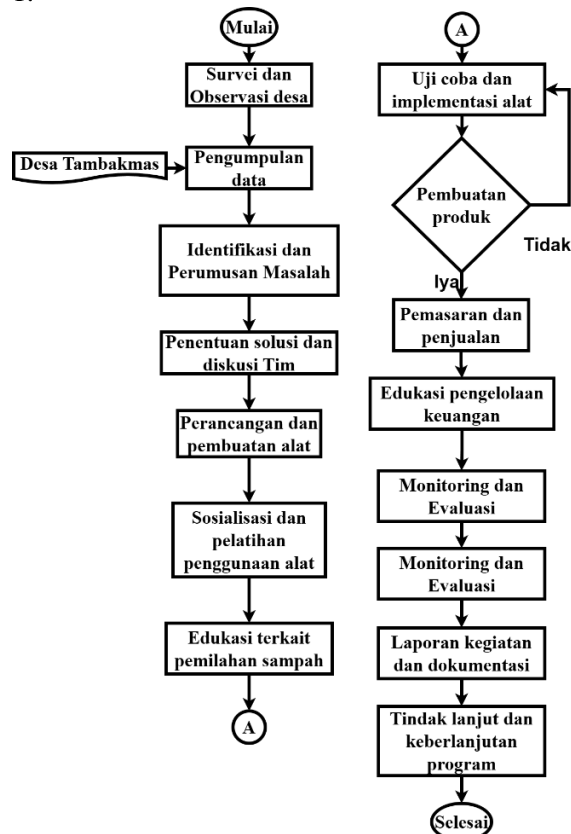 Mulai
Survei dan
Observasi desa
Desa Tambakmas
Pengumpulan
data
Identifikasi dan
Perumusan Masalah
Penentuan solusi dan
diskusi Tim
Perancangan dan
pembuatan alat
Sosialisasi dan
pelatihan
penggunaan alat
Edukasi terkait
pemilahan sampah
A
A
Uji coba dan
implementasi alat
Pembuatan
produk
Tidak
Iya
Pemasaran dan
penjualan
Edukasi pengelolaan
keuangan
Monitoring dan
Evaluasi
Monitoring dan
Evaluasi
Laporan kegiatan
dan dokumentasi
Tindak lanjut dan
keberlanjutan
program
Selesai